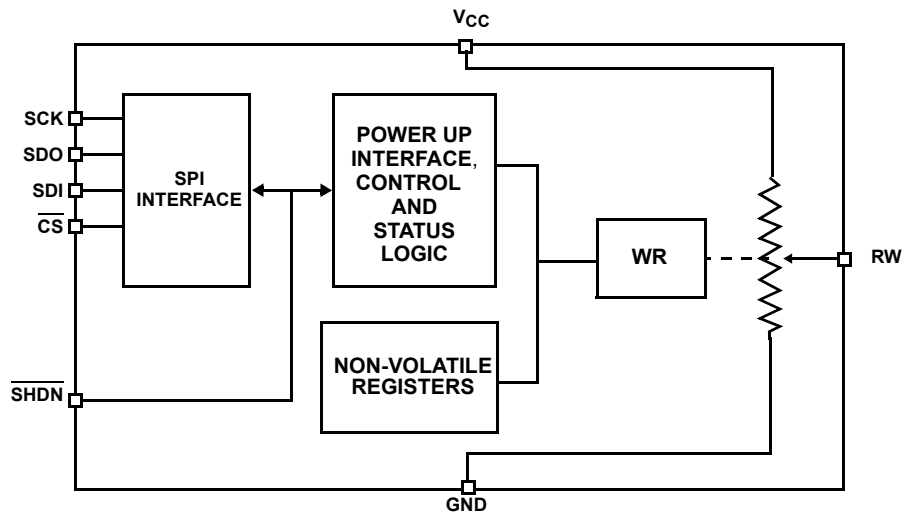 VCC
SCK
SDO
SDI
CS
SPI
INTERFACE
POWER UP
INTERFACE,
CONTROL
AND
STATUS
LOGIC
WR
RW
NON-VOLATILE
REGISTERS
SHDN
GND